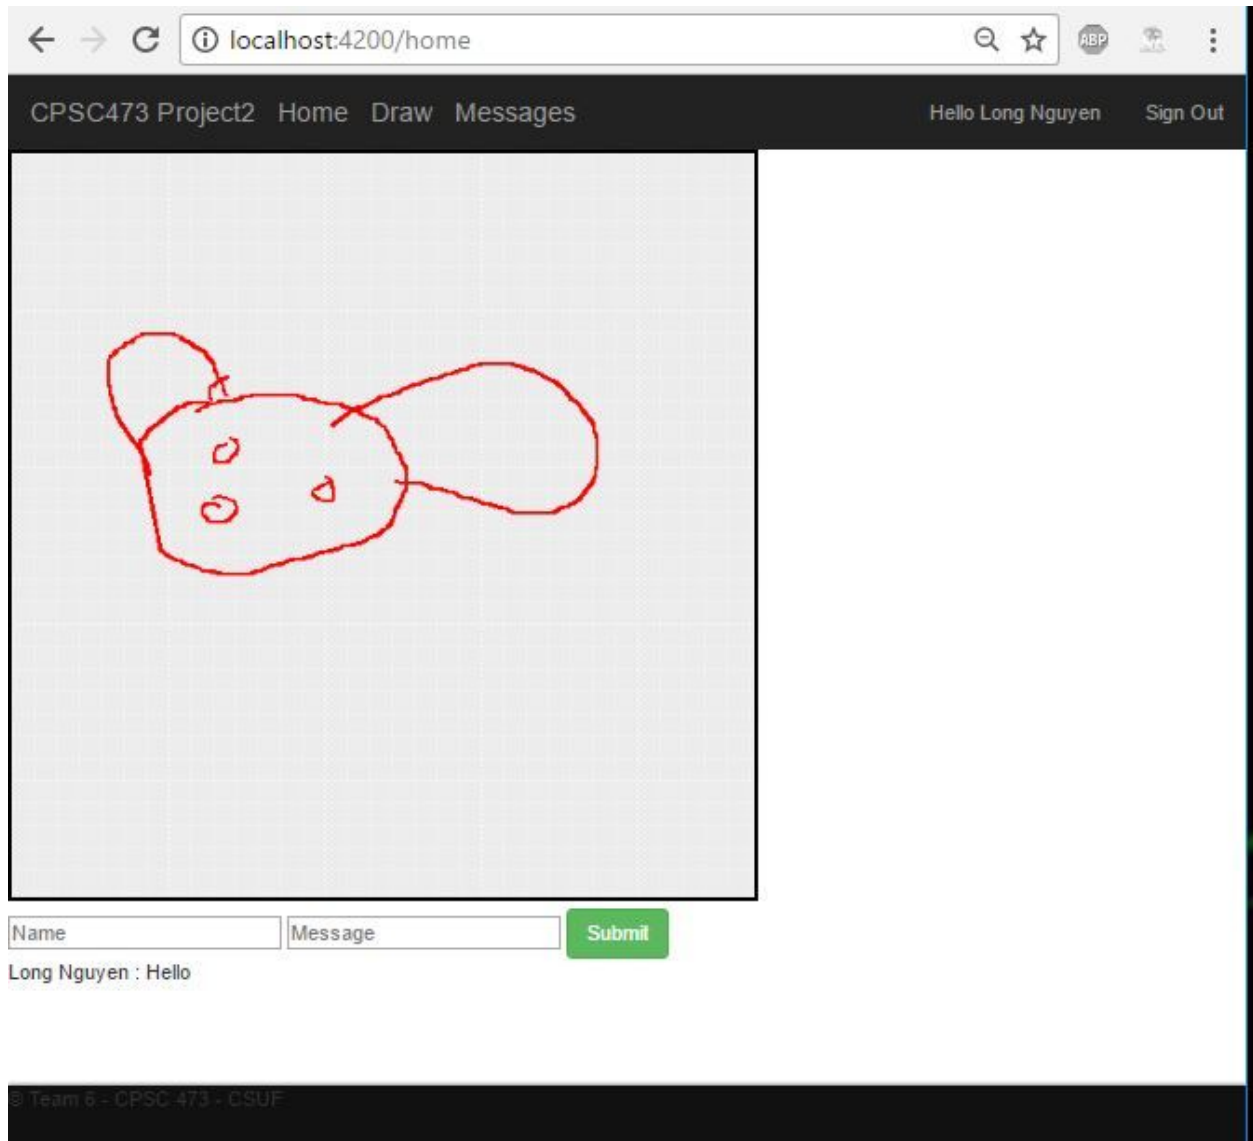 localhost:4200/home
ABP
CPSC473 Project2 Home Draw Messages Hello Long Nguyen Sign Out
Name Message Submit
Long Nguyen : Hello
© Team 6 - CPSC 473 - CSUF